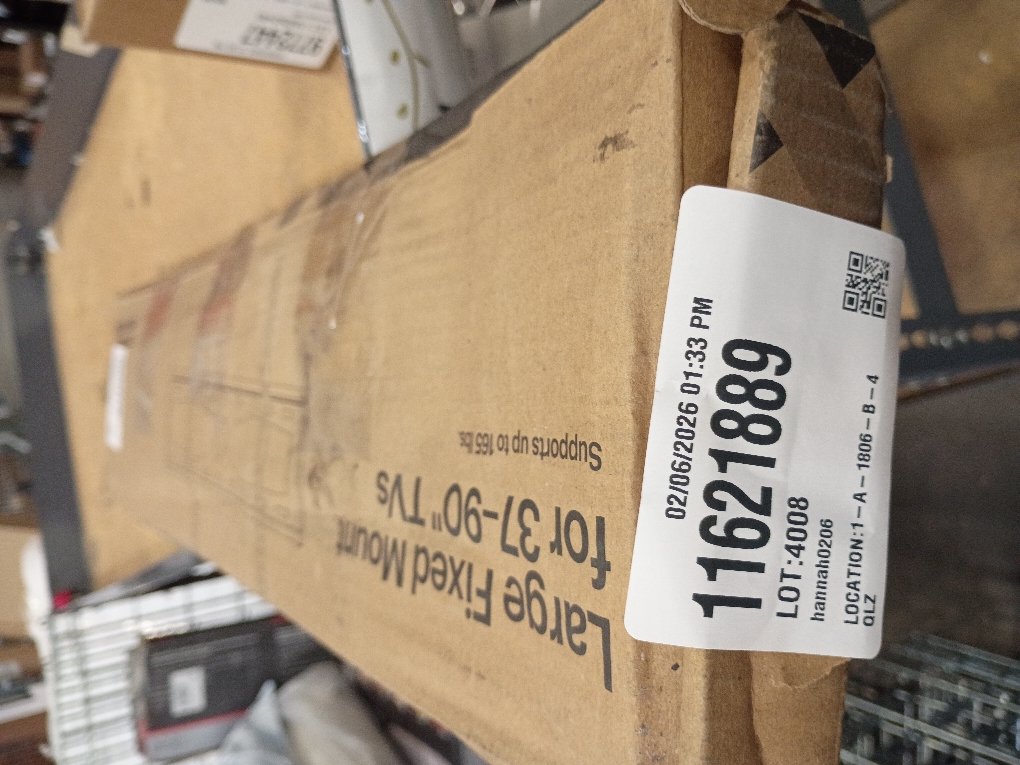 Large Fixed Mount
for 37-90" TVs
Supports up to 165 lbs.
02/06/2026 01:33 PM
11621889
LOT:4008
hannah0206
LOCATION:1-A-1806-B-4
QLZ